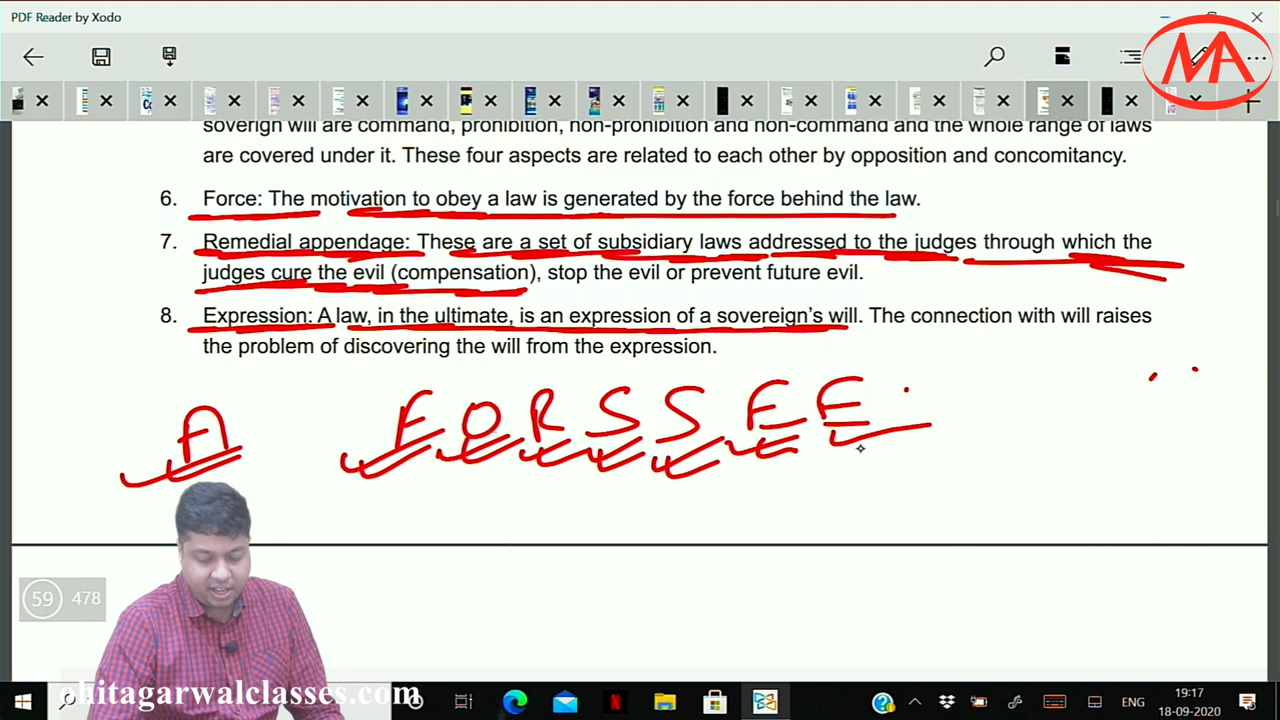 PDF Reader by Xodo
MA
soverign will are command, prohibition, non-prohibition and non-command and the whole range of laws
are covered under it. These four aspects are related to each other by opposition and concomitancy.
6. Force: The motivation to obey a law is generated by the force behind the law.
7. Remedial appendage: These are a set of subsidiary laws addressed to the judges through which the
judges cure the evil (compensation), stop the evil or prevent future evil.
8. Expression: A law, in the ultimate, is an expression of a sovereign's will. The connection with will raises
the problem of discovering the will from the expression.
A F O R S S F E
59 478
ohitagarwalclasses.com
ENG
19:17
18-09-2020